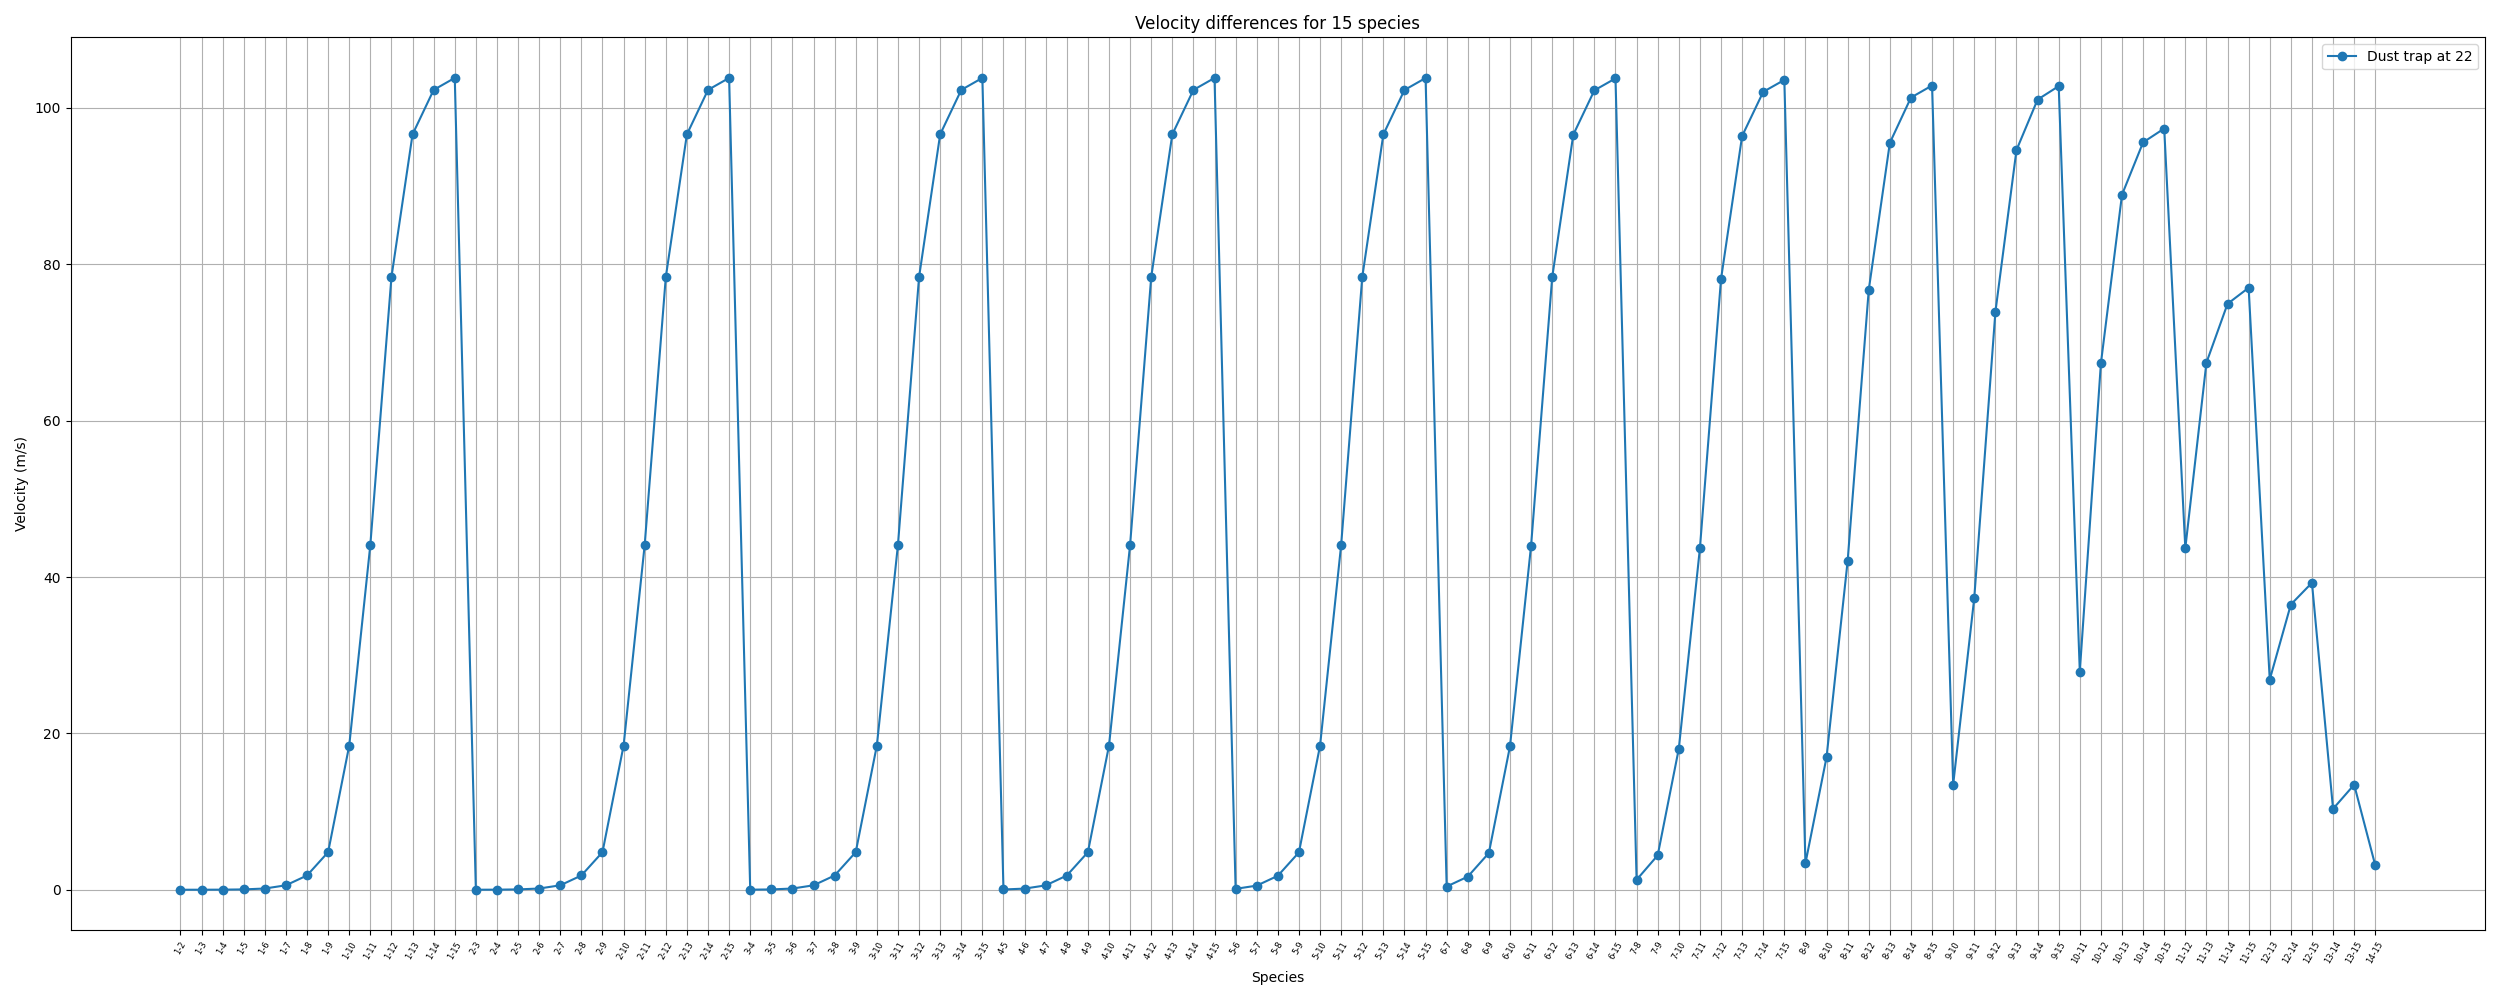 Velocity differences for 15 species
Dust trap at 22
100
80
60
40
20
0
Velocity (m/s)
1-2 1-3 1-4 1-5 1-6 1-7 1-8 1-9 1-10 1-11 1-12 1-13 1-14 1-15 2-3 2-4 2-5 2-6 2-7 2-8 2-9 2-10 2-11 2-12 2-13 2-14 2-15 3-4 3-5 3-6 3-7 3-8 3-9 3-10 3-11 3-12 3-13 3-14 3-15 4-5 4-6 4-7 4-8 4-9 4-10 4-11 4-12 4-13 4-14 4-15 5-6 5-7 5-8 5-9 5-10 5-11 5-12 5-13 5-14 5-15 6-7 6-8 6-9 6-10 6-11 6-12 6-13 6-14 6-15 7-8 7-9 7-10 7-11 7-12 7-13 7-14 7-15 8-9 8-10 8-11 8-12 8-13 8-14 8-15 9-10 9-11 9-12 9-13 9-14 9-15 10-11 10-12 10-13 10-14 10-15 11-12 11-13 11-14 11-15 12-13 12-14 12-15 13-14 13-15 14-15
Species